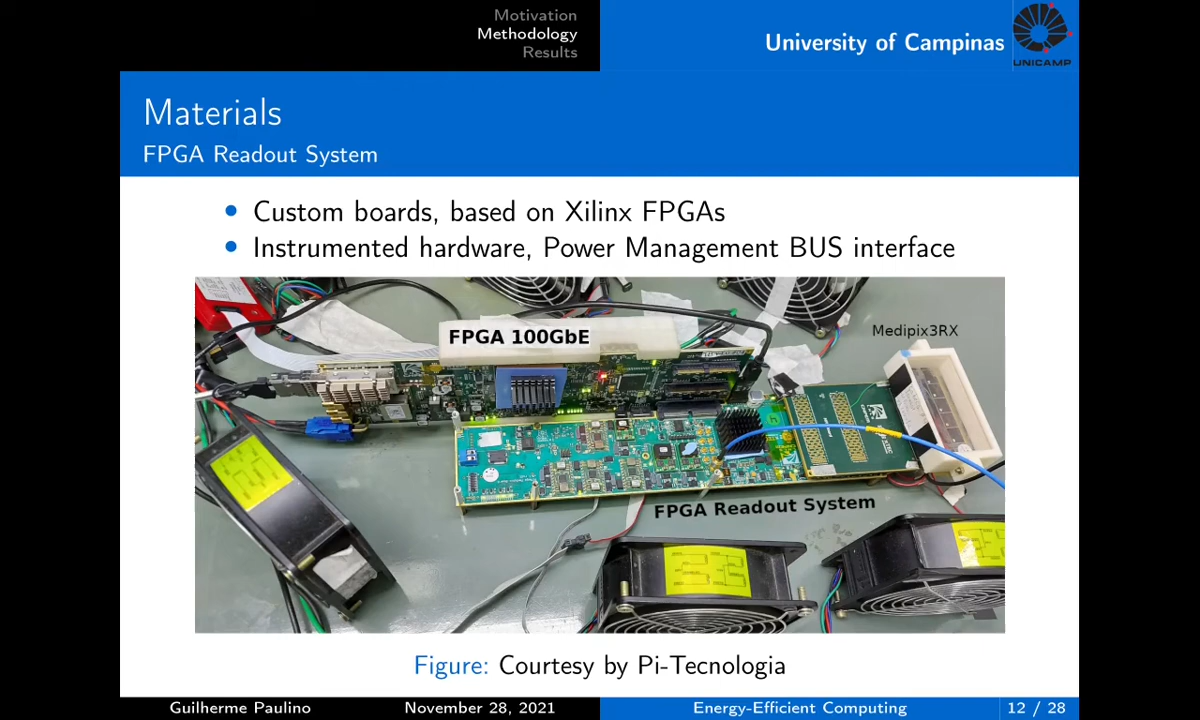 Motivation
Methodology
Results
University of Campinas
UNICAMP
Materials
FPGA Readout System
Custom boards, based on Xilinx FPGAs
Instrumented hardware, Power Management BUS interface
FPGA 100GbE
Medipix3RX
FPGA Readout System
Figure: Courtesy by Pi-Tecnologia
Guilherme Paulino
November 28, 2021
Energy-Efficient Computing
12 / 28